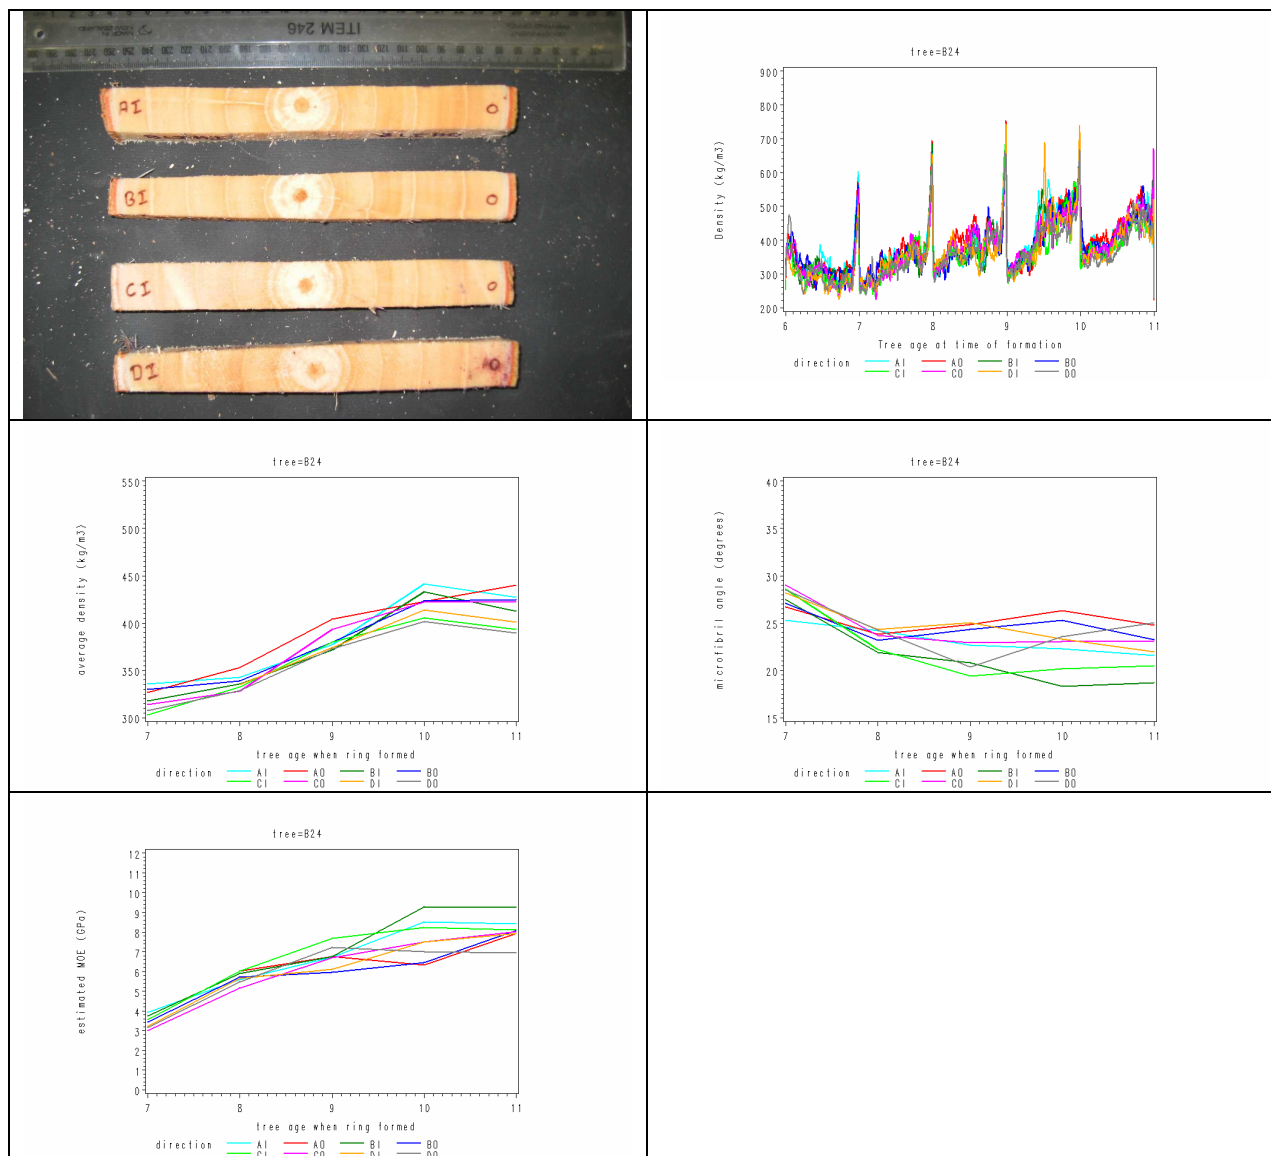 ITEM 246
AI O
BI O
CI O
DI O
tree=B24
Density (kg/m3)
900
800
700
600
500
400
300
200
6 7 8 9 10 11
Tree age at time of formation
direction AI AO BI BO
CI CO DI DO
tree=B24
average density (kg/m3)
550
500
450
400
350
300
7 8 9 10 11
tree age when ring formed
direction AI AO BI BO
CI CO DI DO
tree=B24
microfibril angle (degrees)
40
35
30
25
20
15
7 8 9 10 11
tree age when ring formed
direction AI AO BI BO
CI CO DI DO
tree=B24
estimated MOE (GPa)
12
11
10
9
8
7
6
5
4
3
2
1
0
7 8 9 10 11
tree age when ring formed
direction AI AO BI BO
CI CO DI DO